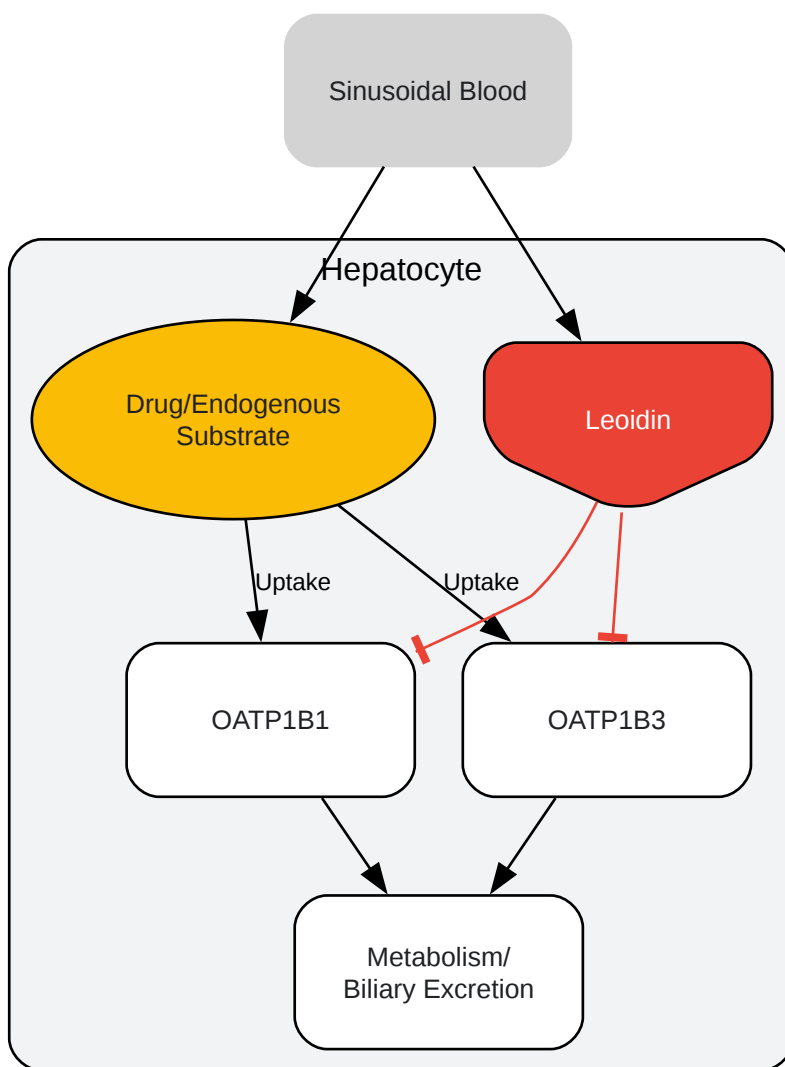 Sinusoidal Blood
Hepatocyte
Drug/Endogenous
Substrate
Leoidin
Uptake
Uptake
OATP1B1
OATP1B3
Metabolism/
Biliary Excretion